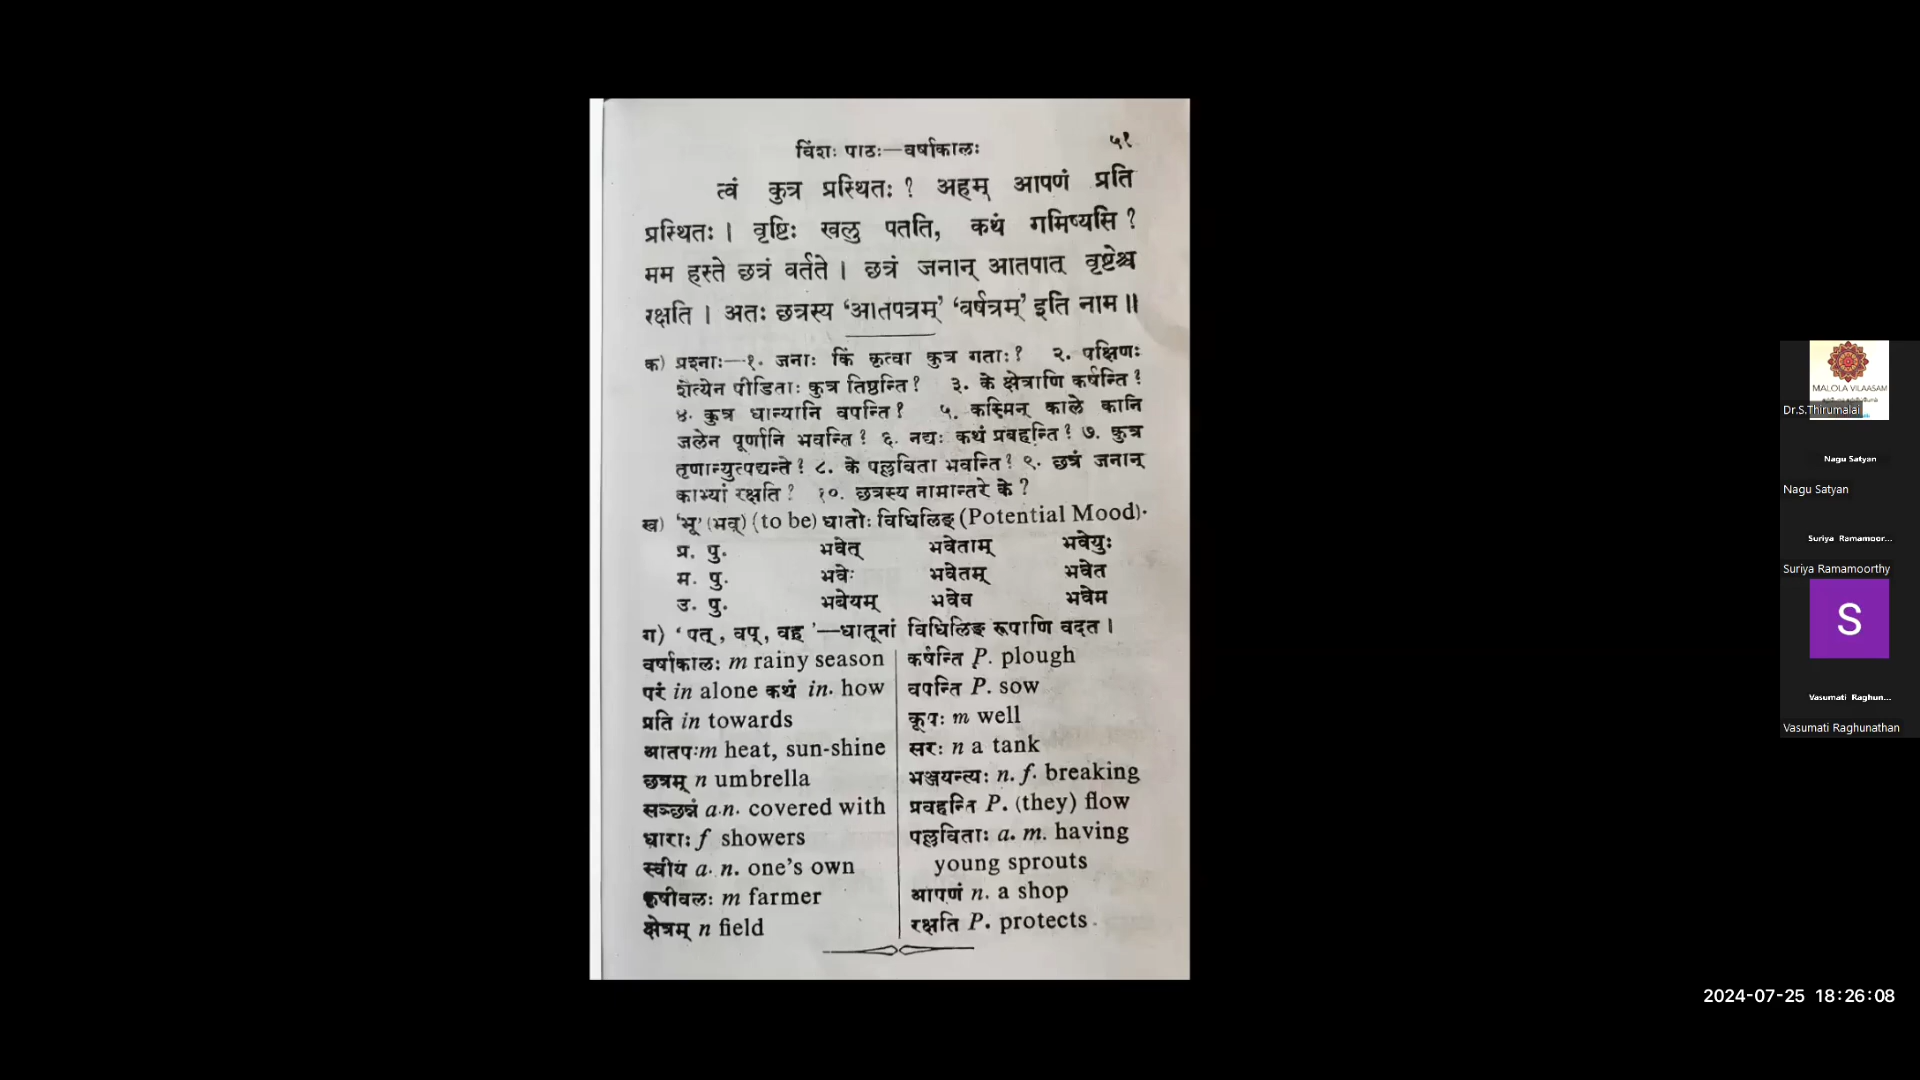 विंशः पाठः—वर्षाकालः ५१
त्वं कुत्र प्रस्थितः ? अहम् आपणं प्रति
प्रस्थितः । वृष्टिः खलु पतति, कथं गमिष्यसि ?
मम हस्ते छत्रं वर्तते । छत्रं जनान् आतपात् वृष्टेश्च
रक्षति । अतः छत्रस्य ‘आतपत्रम्’ ‘वर्षत्रम्’ इति नाम ॥
क) प्रश्नाः—१. जनाः किं कृत्वा कुत्र गताः ? २. पक्षिणः
शैत्येन पीडिताः कुत्र तिष्ठन्ति ? ३. के क्षेत्राणि कर्षन्ति ?
४. कुत्र धान्यानि वपन्ति ? ५. कस्मिन् काले कानि
जलेन पूर्णानि भवन्ति ? ६. नद्यः कथं प्रवहन्ति ? ७. कुत्र
तृणान्युत्पद्यन्ते ? ८. के पल्लविता भवन्ति ? ९. छत्रं जनान्
काभ्यां रक्षति ? १०. छत्रस्य नामान्तरे के ?
ख) ‘भू’ (भव्) (to be) धातोः विधिलिङ् (Potential Mood).
प्र. पु. भवेत् भवेताम् भवेयुः
म. पु. भवेः भवेतम् भवेत
उ. पु. भवेयम् भवेव भवेम
ग) ‘ पत् , वप् , वह ’—धातूनां विधिलिङ रूपाणि वदत ।
वर्षाकालः m rainy season
परं in alone कथं in. how
प्रति in towards
आतपः m heat, sun-shine
छत्रम् n umbrella
सञ्छन्नं a.n. covered with
धाराः f showers
स्वीयं a. n. one's own
कृषीवलः m farmer
क्षेत्रम् n field
कर्षन्ति P. plough
वपन्ति P. sow
कूपः m well
सरः n a tank
भञ्जयन्त्यः n. f. breaking
प्रवहन्ति P. (they) flow
पल्लविताः a. m. having
young sprouts
आपणं n. a shop
रक्षति P. protects
MALOLA VILAASAM
Dr.S.Thirumalai
Nagu Satyan
Nagu Satyan
Suriya Ramamoor...
Suriya Ramamoorthy
S
Vasumati Raghun...
Vasumati Raghunathan
2024-07-25 18:26:08